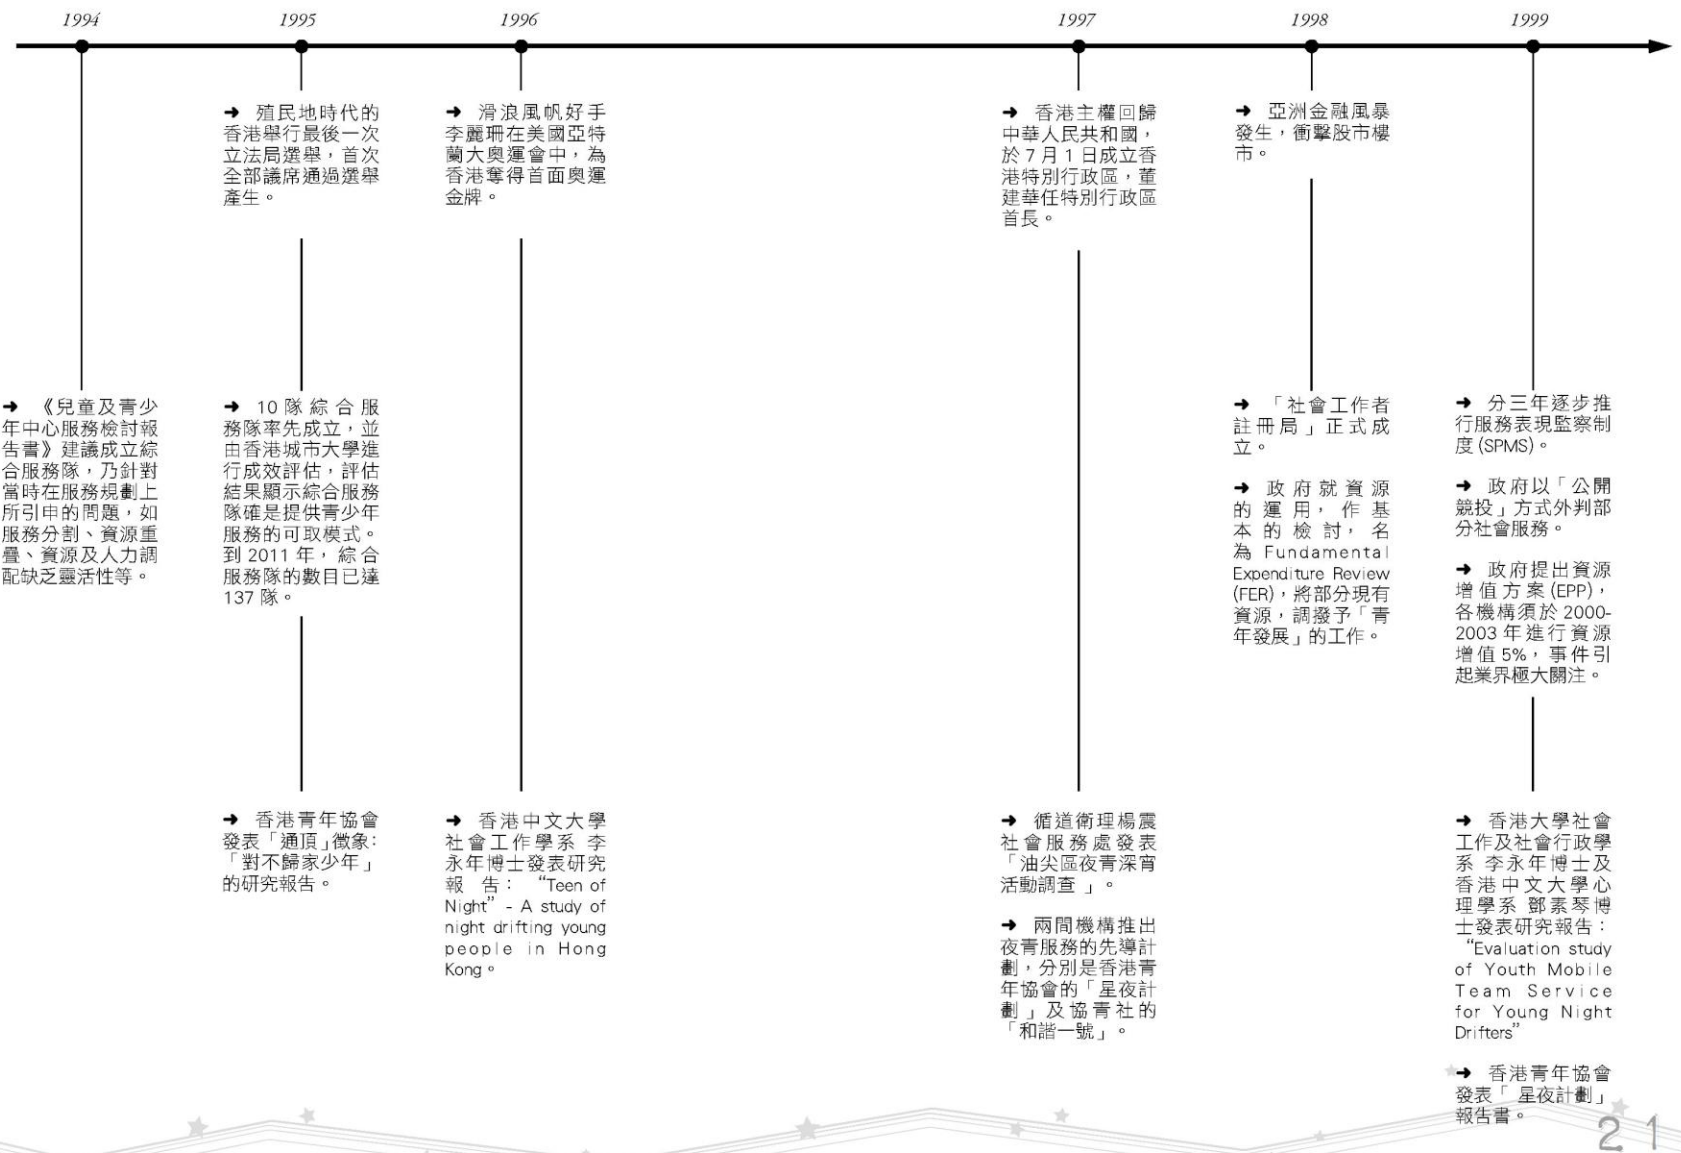 1994
1995
1996
1997
1998
1999
➜ 殖民地時代的
香港舉行最後一次
立法局選舉，首次
全部議席通過選舉
產生。
➜ 滑浪風帆好手
李麗珊在美國亞特
蘭大奧運會中，為
香港奪得首面奧運
金牌。
➜ 香港主權回歸
中華人民共和國，
於 7 月 1 日成立香
港特別行政區，董
建華任特別行政區
首長。
➜ 亞洲金融風暴
發生，衝擊股市樓
市。
➜ 《兒童及青少
年中心服務檢討報
告書》建議成立綜
合服務隊，乃針對
當時在服務規劃上
所引申的問題，如
服務分割、資源重
疊、資源及人力調
配缺乏靈活性等。
➜ 10 隊綜合服
務隊率先成立，並
由香港城市大學進
行成效評估，評估
結果顯示綜合服務
隊確是提供青少年
服務的可取模式。
到 2011 年，綜合
服務隊的數目已達
137 隊。
➜ 「社會工作者
註冊局」正式成
立。
➜ 政府就資源
的運用，作基
本的檢討，名
為 Fundamental
Expenditure Review
(FER)，將部分現有
資源，調撥予「青
年發展」的工作。
➜ 分三年逐步推
行服務表現監察制
度 (SPMS)。
➜ 政府以「公開
競投」方式外判部
分社會服務。
➜ 政府提出資源
增值方案 (EPP)，
各機構須於 2000-
2003 年進行資源
增值 5%，事件引
起業界極大關注。
➜ 香港青年協會
發表「通頂」徵象：
「對不歸家少年」
的研究報告。
➜ 香港中文大學
社會工作學系 李
永年博士發表研究
報告： “Teen of
Night” - A study of
night drifting young
people in Hong
Kong。
➜ 循道衛理楊震
社會服務處發表
「油尖區夜青深宵
活動調查 」。
➜ 兩間機構推出
夜青服務的先導計
劃，分別是香港青
年協會的「星夜計
劃」及協青社的
「和諧一號」。
➜ 香港大學社會
工作及社會行政學
系 李永年博士及
香港中文大學心
理學系 鄧素琴博
士發表研究報告：
“Evaluation study
of Youth Mobile
Team Service
for Young Night
Drifters”
➜ 香港青年協會
發表「 星夜計劃」
報告書。
21